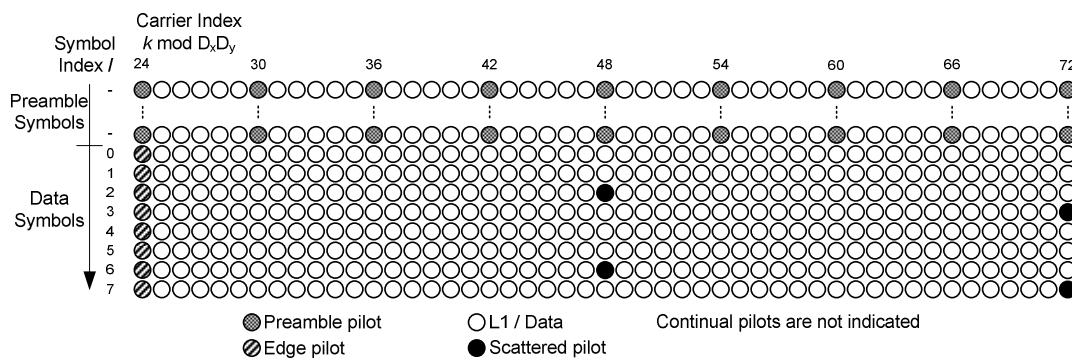 Carrier Index
Symbol k mod DxDy
Index l 24 30 36 42 48 54 60 66 72
-
Preamble
Symbols
-
0
1
2
Data
Symbols
3
4
5
6
7
Preamble pilot L1 / Data Continual pilots are not indicated
Edge pilot Scattered pilot